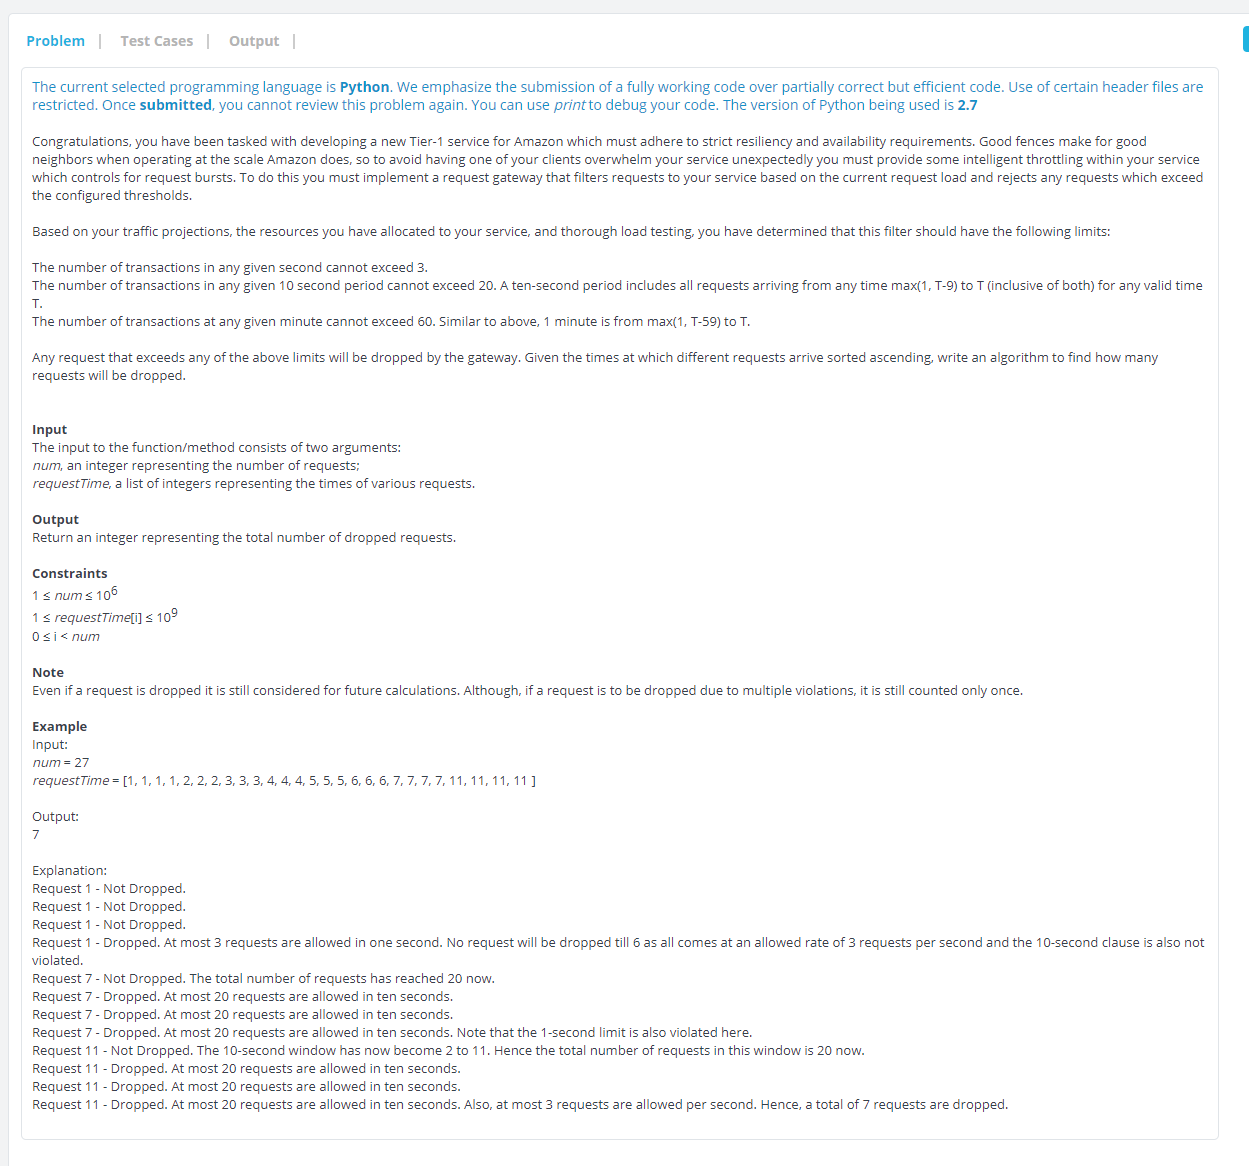 Problem | Test Cases | Output |
The current selected programming language is Python. We emphasize the submission of a fully working code over partially correct but efficient code. Use of certain header files are
restricted. Once submitted, you cannot review this problem again. You can use print to debug your code. The version of Python being used is 2.7
Congratulations, you have been tasked with developing a new Tier-1 service for Amazon which must adhere to strict resiliency and availability requirements. Good fences make for good
neighbors when operating at the scale Amazon does, so to avoid having one of your clients overwhelm your service unexpectedly you must provide some intelligent throttling within your service
which controls for request bursts. To do this you must implement a request gateway that filters requests to your service based on the current request load and rejects any requests which exceed
the configured thresholds.
Based on your traffic projections, the resources you have allocated to your service, and thorough load testing, you have determined that this filter should have the following limits:
The number of transactions in any given second cannot exceed 3.
The number of transactions in any given 10 second period cannot exceed 20. A ten-second period includes all requests arriving from any time max(1, T-9) to T (inclusive of both) for any valid time
T.
The number of transactions at any given minute cannot exceed 60. Similar to above, 1 minute is from max(1, T-59) to T.
Any request that exceeds any of the above limits will be dropped by the gateway. Given the times at which different requests arrive sorted ascending, write an algorithm to find how many
requests will be dropped.
Input
The input to the function/method consists of two arguments:
num, an integer representing the number of requests;
requestTime, a list of integers representing the times of various requests.
Output
Return an integer representing the total number of dropped requests.
Constraints
1 ≤ num ≤ 10⁶
1 ≤ requestTime[i] ≤ 10⁹
0 ≤ i < num
Note
Even if a request is dropped it is still considered for future calculations. Although, if a request is to be dropped due to multiple violations, it is still counted only once.
Example
Input:
num = 27
requestTime = [1, 1, 1, 1, 2, 2, 2, 3, 3, 3, 4, 4, 4, 5, 5, 5, 6, 6, 6, 7, 7, 7, 7, 11, 11, 11, 11 ]
Output:
7
Explanation:
Request 1 - Not Dropped.
Request 1 - Not Dropped.
Request 1 - Not Dropped.
Request 1 - Dropped. At most 3 requests are allowed in one second. No request will be dropped till 6 as all comes at an allowed rate of 3 requests per second and the 10-second clause is also not
violated.
Request 7 - Not Dropped. The total number of requests has reached 20 now.
Request 7 - Dropped. At most 20 requests are allowed in ten seconds.
Request 7 - Dropped. At most 20 requests are allowed in ten seconds.
Request 7 - Dropped. At most 20 requests are allowed in ten seconds. Note that the 1-second limit is also violated here.
Request 11 - Not Dropped. The 10-second window has now become 2 to 11. Hence the total number of requests in this window is 20 now.
Request 11 - Dropped. At most 20 requests are allowed in ten seconds.
Request 11 - Dropped. At most 20 requests are allowed in ten seconds.
Request 11 - Dropped. At most 20 requests are allowed in ten seconds. Also, at most 3 requests are allowed per second. Hence, a total of 7 requests are dropped.